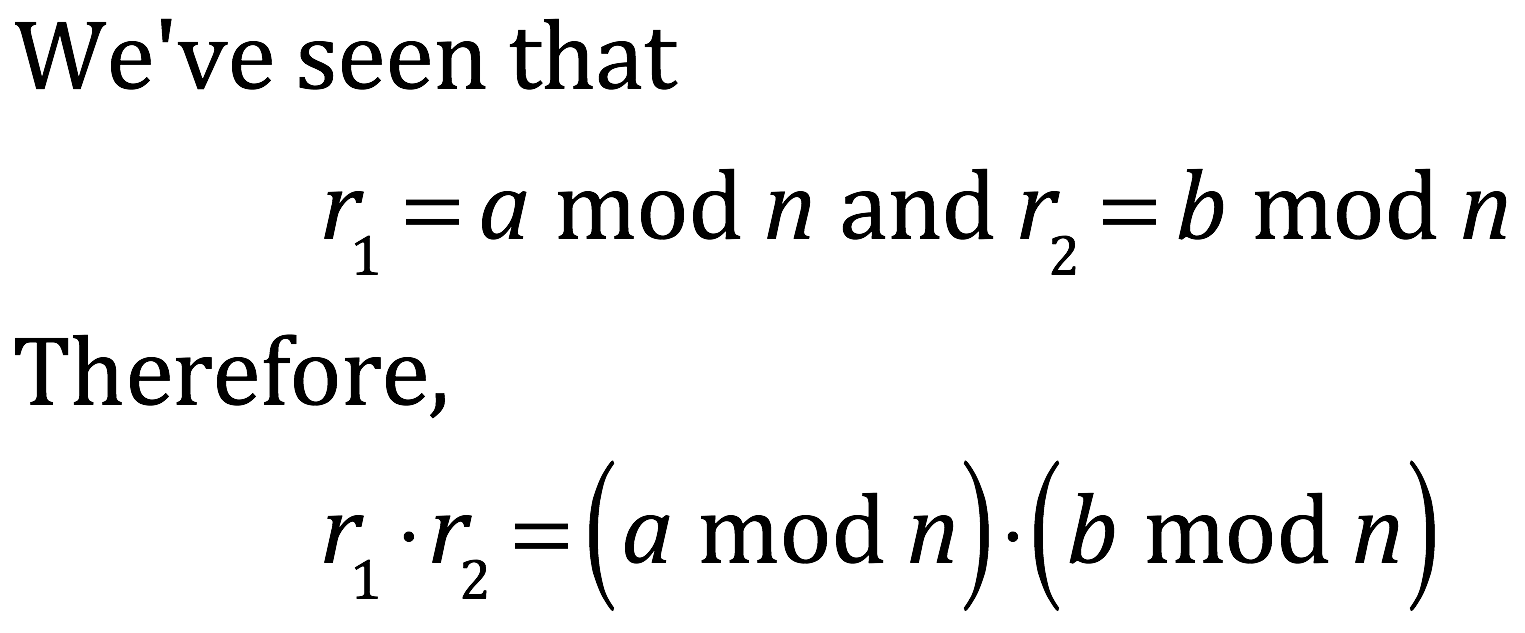 We've seen that
r₁ = a mod n and r₂ = b mod n
Therefore,
r₁ · r₂ = (a mod n) · (b mod n)